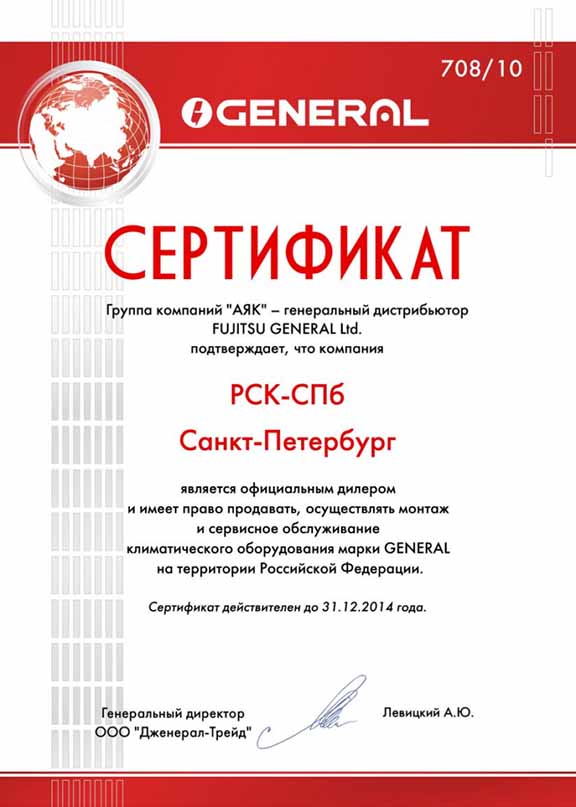 708/10
GENERAL
СЕРТИФИКАТ
Группа компаний "АЯК" – генеральный дистрибьютор
FUJITSU GENERAL Ltd.
подтверждает, что компания
РСК-СПб
Санкт-Петербург
является официальным дилером
и имеет право продавать, осуществлять монтаж
и сервисное обслуживание
климатического оборудования марки GENERAL
на территории Российской Федерации.
Сертификат действителен до 31.12.2014 года.
Генеральный директор
ООО "Дженерал-Трейд"
Левицкий А.Ю.